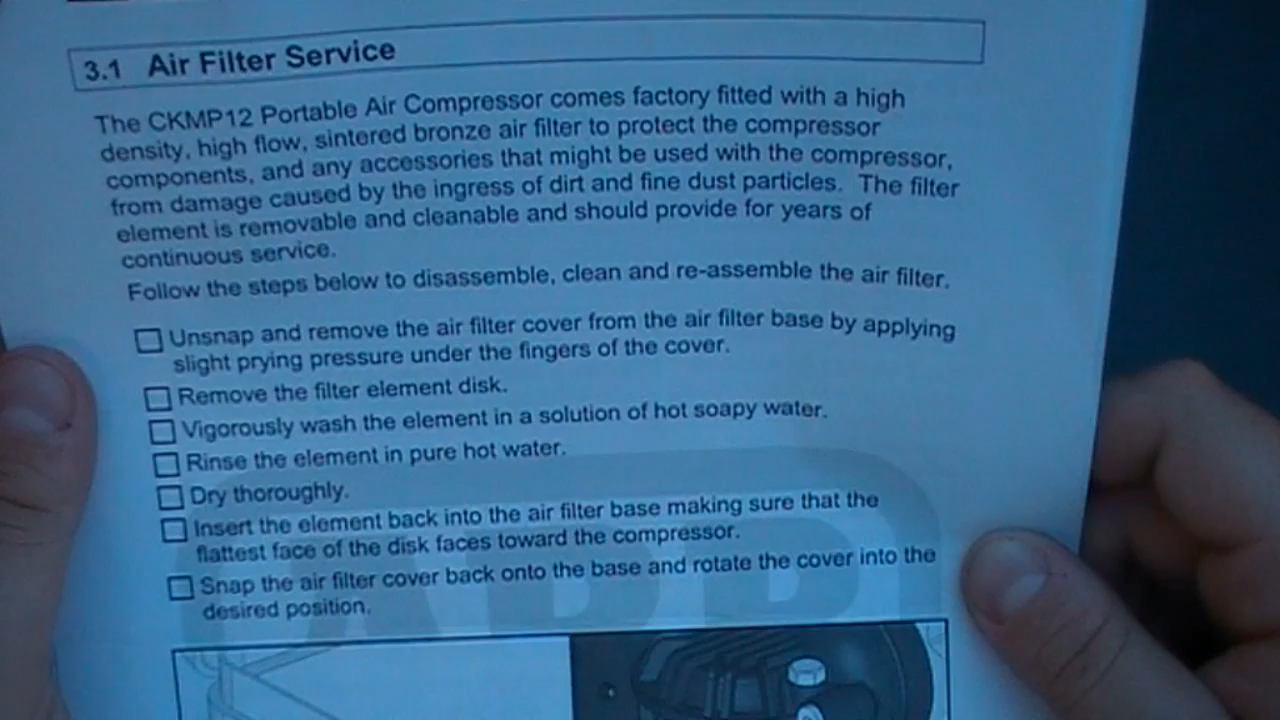 3.1 Air Filter Service
The CKMP12 Portable Air Compressor comes factory fitted with a high
density, high flow, sintered bronze air filter to protect the compressor
components, and any accessories that might be used with the compressor,
from damage caused by the ingress of dirt and fine dust particles. The filter
element is removable and cleanable and should provide for years of
continuous service.
Follow the steps below to disassemble, clean and re-assemble the air filter.
Unsnap and remove the air filter cover from the air filter base by applying
slight prying pressure under the fingers of the cover.
Remove the filter element disk.
Vigorously wash the element in a solution of hot soapy water.
Rinse the element in pure hot water.
Dry thoroughly.
Insert the element back into the air filter base making sure that the
flattest face of the disk faces toward the compressor.
Snap the air filter cover back onto the base and rotate the cover into the
desired position.